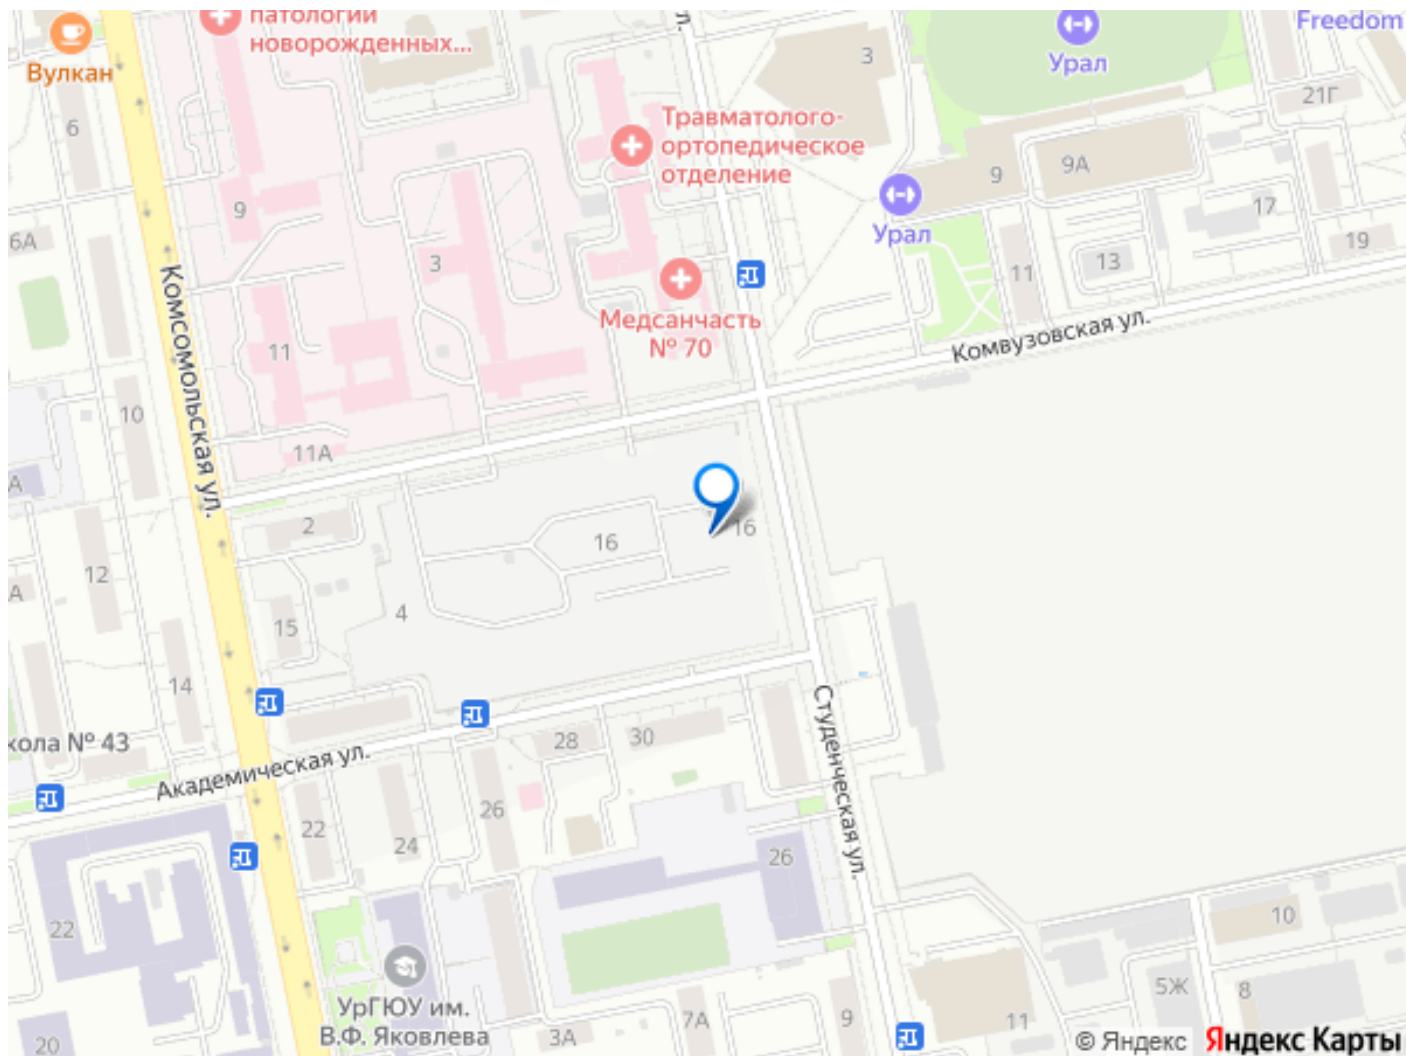 патологии
новорожденных...
Вулкан
6
3
Урал
Freedom
21Г
Травматолого-
ортопедическое
отделение
9
9А
9
Урал
17
6А
3
13
19
11
Комсомольская ул.
Медсанчасть
№ 70
Комвузовская ул.
11
10
11А
А
2
16
16
12
А
4
15
14
кола № 43
Академическая ул.
28
30
Студенческая ул.
26
22
24
26
22
10
УрГЮУ им.
В.Ф. Яковлева
5Ж
8
20
3А
7А
9
11
© Яндекс
Яндекс Карты